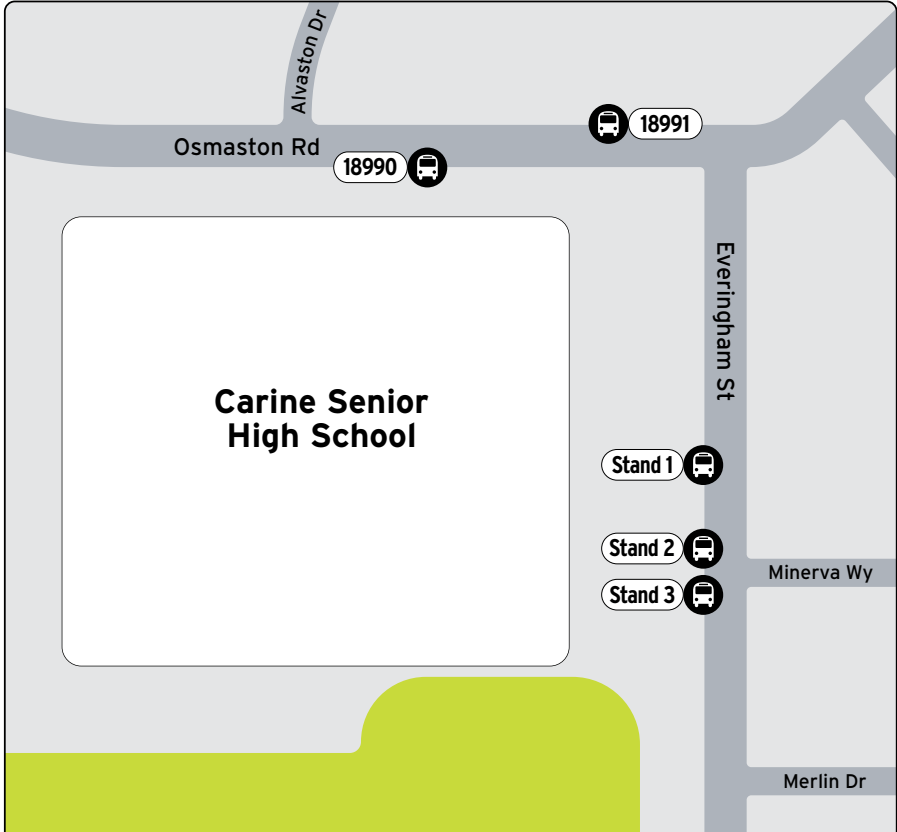 Alvaston Dr
18991
Osmaston Rd
18990
Everingham St
Carine Senior
High School
Stand 1
Stand 2
Minerva Wy
Stand 3
Merlin Dr